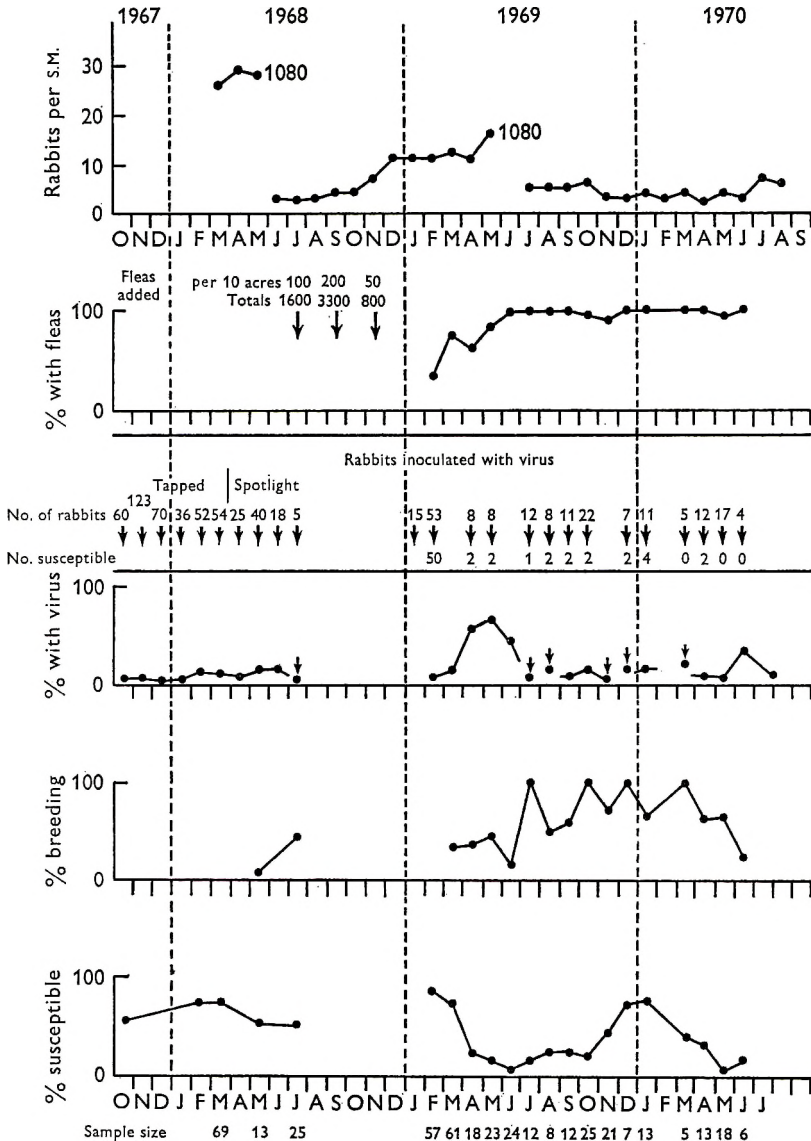 1967 1968 1969 1970
Rabbits per S.M.
30
20
10
0
1080
1080
O N D J F M A M J J A S O N D J F M A M J J A S O N D J F M A M J J A S
% with fleas
100
0
Fleas
added
per 10 acres 100 200 50
Totals 1600 3300 800
Rabbits inoculated with virus
Tapped Spotlight
No. of rabbits 60 123 70 36 52 54 25 40 18 5 15 53 8 8 12 8 11 22 7 11 5 12 17 4
No. susceptible 50 2 2 1 2 2 2 2 4 0 2 0 0
% with virus
100
0
% breeding
100
0
% susceptible
100
0
O N D J F M A M J J A S O N D J F M A M J J A S O N D J F M A M J J
Sample size 69 13 25 57 61 18 23 24 12 8 12 25 21 7 13 5 13 18 6